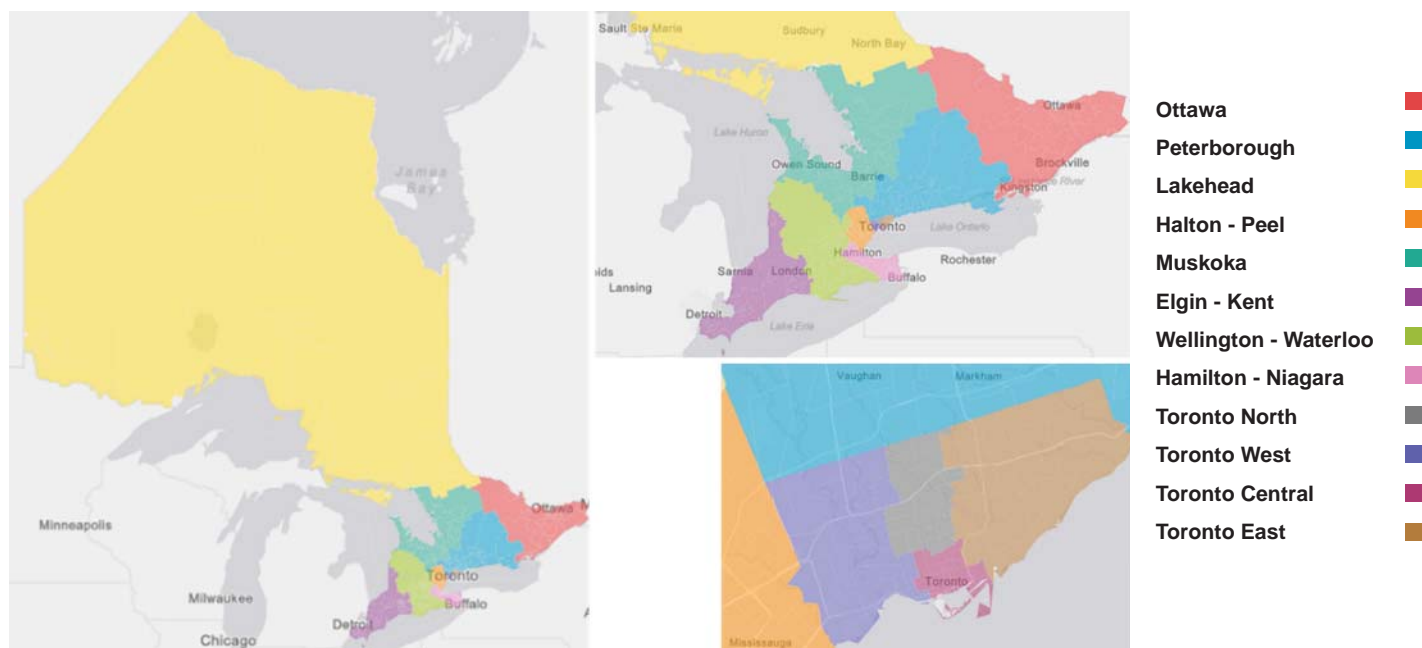 James
Bay
Minneapolis
Milwaukee
Chicago
Detroit
Toronto
Buffalo
Ottawa
M
Sault Ste Marie
Sudbury
North Bay
Ottawa
Lake Huron
Owen Sound
Barrie
Brockville
Kingston
River
Toronto
Lake Ontario
Hamilton
Rochester
Sarnia
London
Buffalo
Lansing
Detroit
Lake Erie
Vaughan
Markham
Toronto
Mississauga
Ottawa
Peterborough
Lakehead
Halton - Peel
Muskoka
Elgin - Kent
Wellington - Waterloo
Hamilton - Niagara
Toronto North
Toronto West
Toronto Central
Toronto East